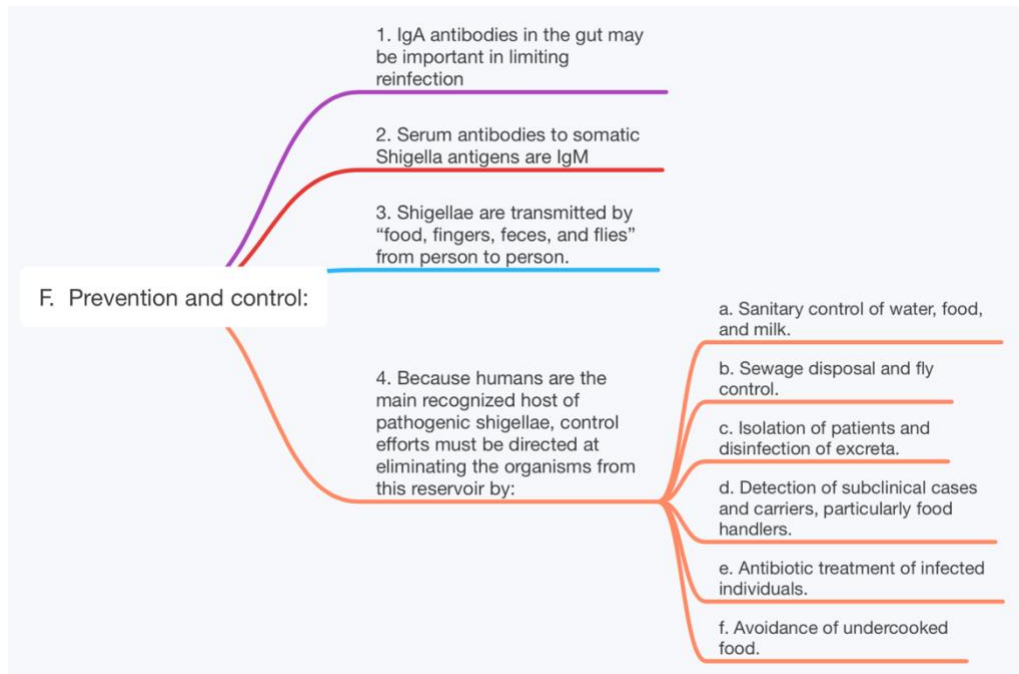 F. Prevention and control:
1. IgA antibodies in the gut may
be important in limiting
reinfection
2. Serum antibodies to somatic
Shigella antigens are IgM
3. Shigellae are transmitted by
“food, fingers, feces, and flies”
from person to person.
4. Because humans are the
main recognized host of
pathogenic shigellae, control
efforts must be directed at
eliminating the organisms from
this reservoir by:
a. Sanitary control of water, food,
and milk.
b. Sewage disposal and fly
control.
c. Isolation of patients and
disinfection of excreta.
d. Detection of subclinical cases
and carriers, particularly food
handlers.
e. Antibiotic treatment of infected
individuals.
f. Avoidance of undercooked
food.